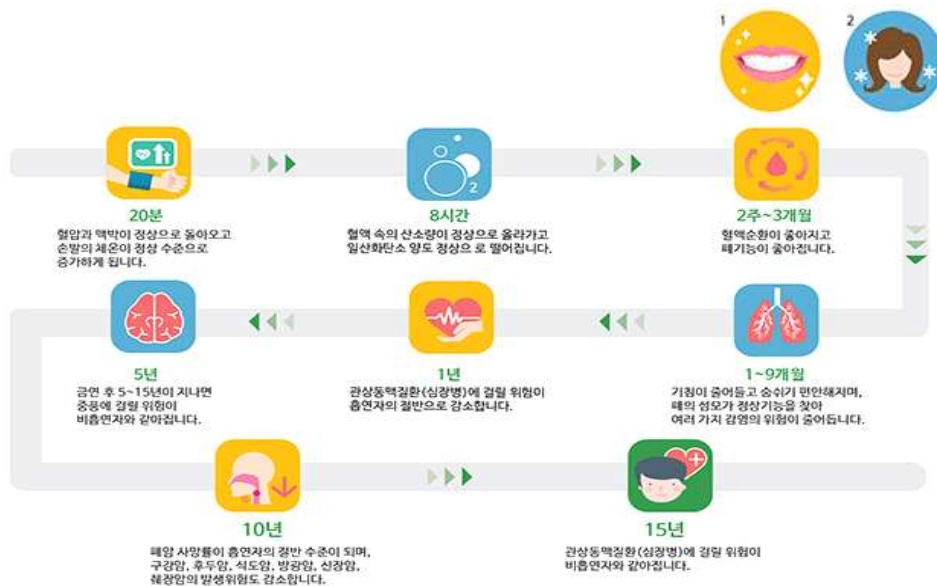 1
2
2
20분
혈압과 맥박이 정상으로 돌아오고
손발의 체온이 정상 수준으로
증가하게 됩니다.
8시간
혈액 속의 산소량이 정상으로 올라가고
일산화탄소 양도 정상으 로 떨어집니다.
2주~3개월
혈액순환이 좋아지고
폐기능이 좋아집니다.
1~9개월
기침이 줄어들고 숨쉬기 편안해지며,
폐의 섬모가 정상기능을 찾아
여러 가지 감염의 위험이 줄어듭니다.
1년
관상동맥질환(심장병)에 걸릴 위험이
흡연자의 절반으로 감소합니다.
5년
금연 후 5~15년이 지나면
중풍에 걸릴 위험이
비흡연자와 같아집니다.
10년
폐암 사망률이 흡연자의 절반 수준이 되며,
구강암, 후두암, 식도암, 방광암, 신장암,
췌장암의 발생위험도 감소합니다.
15년
관상동맥질환(심장병)에 걸릴 위험이
비흡연자와 같아집니다.